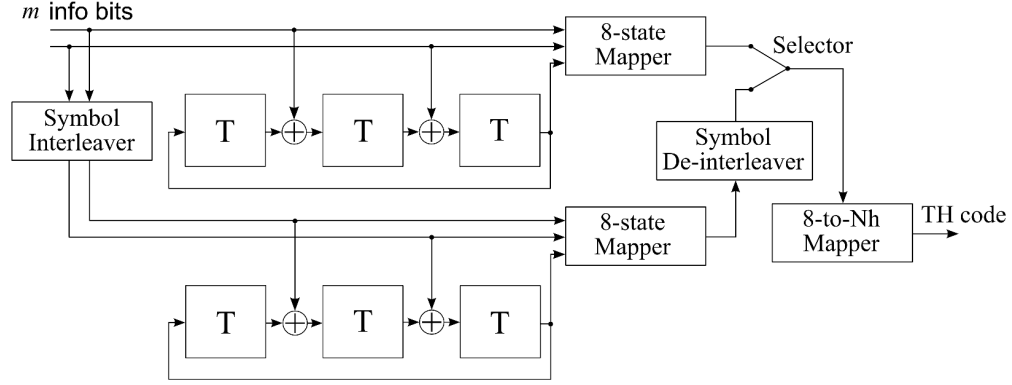 m info bits
8-state
Mapper
Selector
Symbol
Interleaver
T
T
T
Symbol
De-interleaver
8-state
Mapper
8-to-Nh
Mapper
TH code
T
T
T